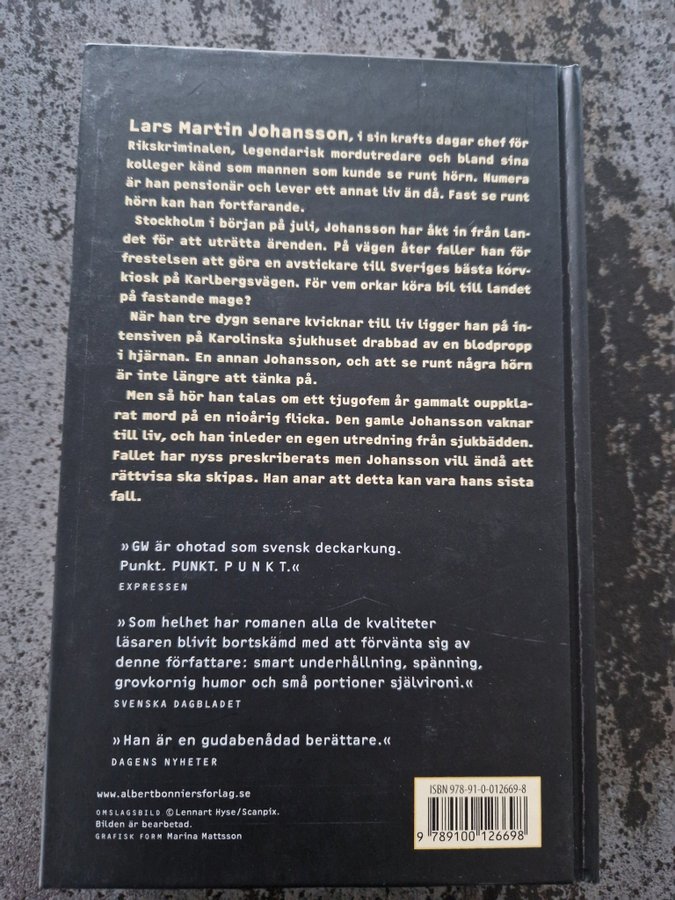 Lars Martin Johansson, i sin krafts dagar chef för
Rikskriminalen, legendarisk mordutredare och bland sina
kolleger känd som mannen som kunde se runt hörn. Numera
är han pensionär och lever ett annat liv än då. Fast se runt
hörn kan han fortfarande.
Stockholm i början på juli, Johansson har åkt in från lan-
det för att uträtta ärenden. På vägen åter faller han för
frestelsen att göra en avstickare till Sveriges bästa korv-
kiosk på Karlbergsvägen. För vem orkar köra bil till landet
på fastande mage?
När han tre dygn senare kvicknar till liv ligger han på in-
tensiven på Karolinska sjukhuset drabbad av en blodpropp
i hjärnan. En annan Johansson, och att se runt några hörn
är inte längre att tänka på.
Men så hör han talas om ett tjugofem år gammalt ouppkla-
rat mord på en nioårig flicka. Den gamle Johansson vaknar
till liv, och han inleder en egen utredning från sjukbädden.
Fallet har nyss preskriberats men Johansson vill ändå att
rättvisa ska skipas. Han anar att detta kan vara hans sista
fall.
»GW är ohotad som svensk deckarkung.
Punkt. PUNKT. P U N K T.«
EXPRESSEN
»Som helhet har romanen alla de kvaliteter
läsaren blivit bortskämd med att förvänta sig av
denne författare: smart underhållning, spänning,
grovkornig humor och små portioner självironi.«
SVENSKA DAGBLADET
»Han är en gudabenådad berättare.«
DAGENS NYHETER
www.albertbonniersforlag.se
OMSLAGSBILD ©Lennart Hyse/Scanpix.
Bilden är bearbetad.
GRAFISK FORM Marina Mattsson
ISBN 978-91-0-012669-8
9 789100 126698